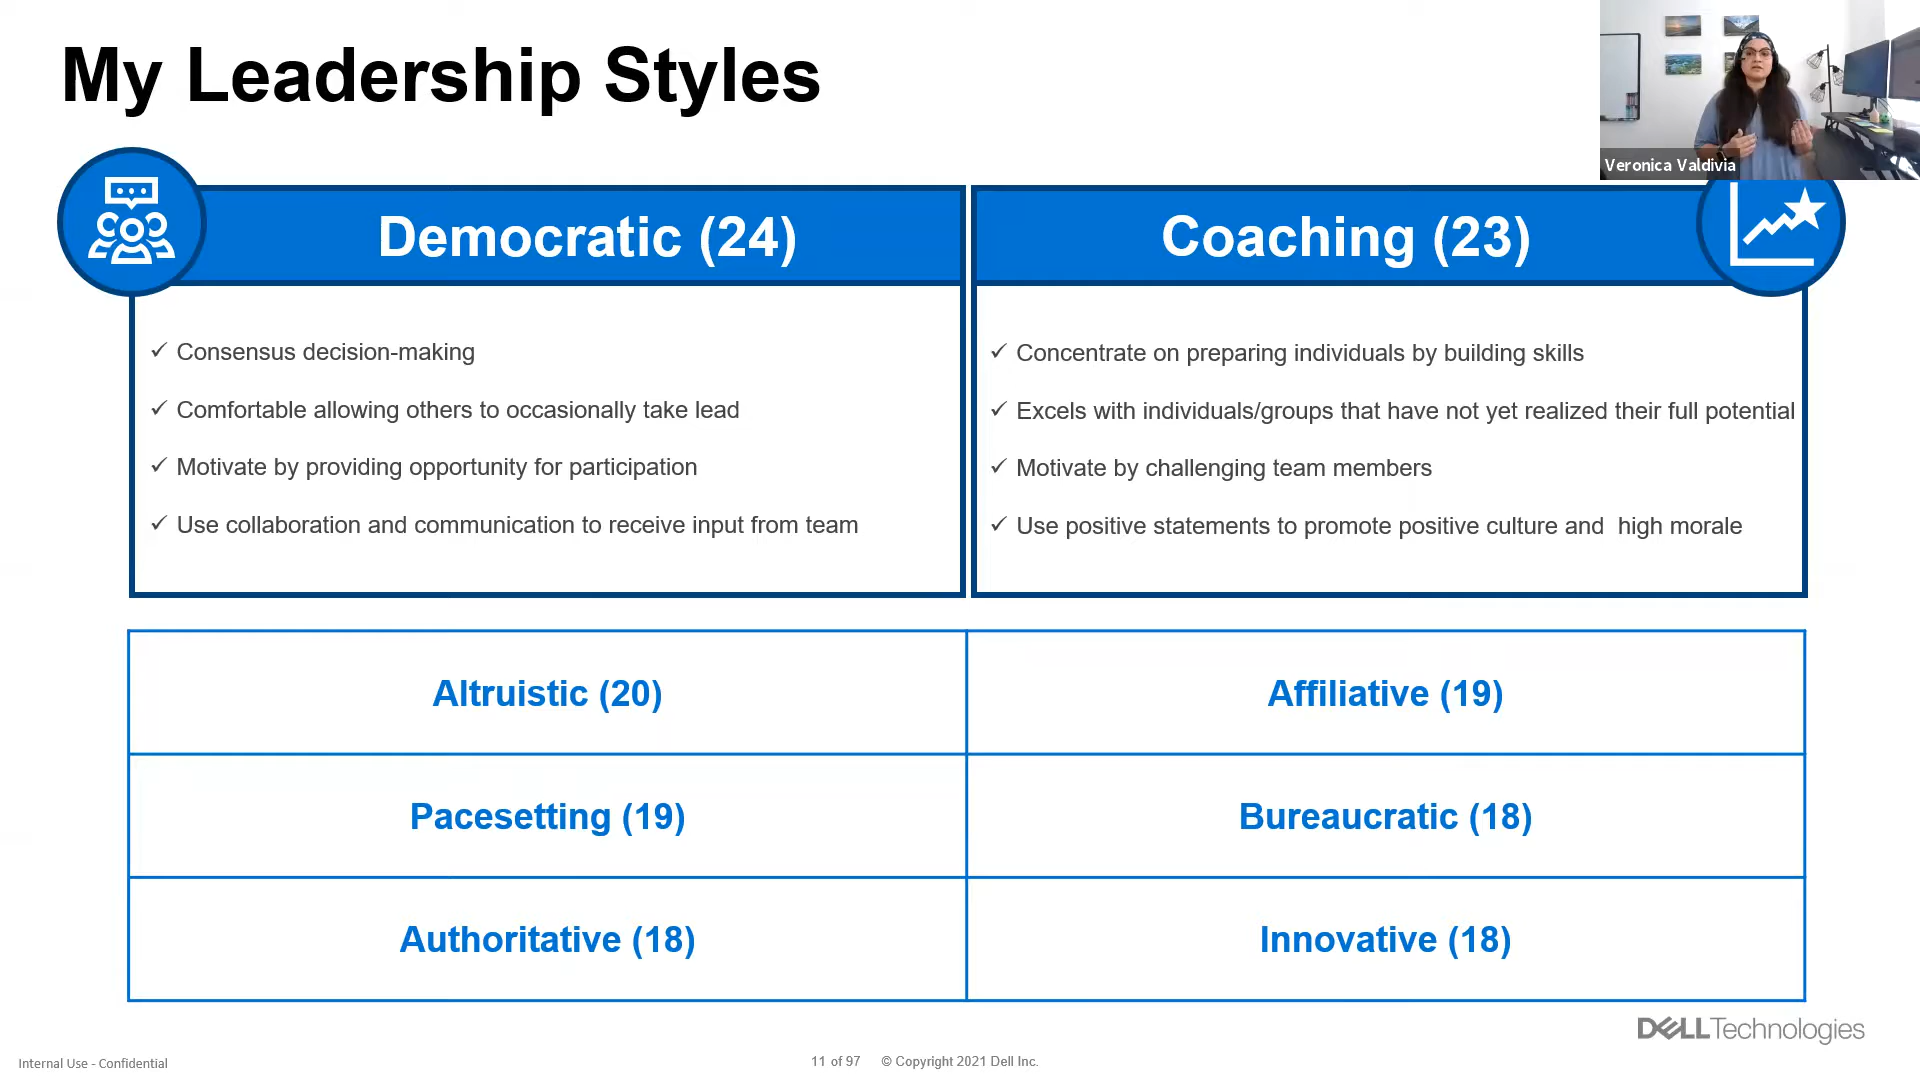 My Leadership Styles
Veronica Valdivia
Democratic (24)
Coaching (23)
✓ Consensus decision-making
✓ Comfortable allowing others to occasionally take lead
✓ Motivate by providing opportunity for participation
✓ Use collaboration and communication to receive input from team
✓ Concentrate on preparing individuals by building skills
✓ Excels with individuals/groups that have not yet realized their full potential
✓ Motivate by challenging team members
✓ Use positive statements to promote positive culture and  high morale
Altruistic (20)
Affiliative (19)
Pacesetting (19)
Bureaucratic (18)
Authoritative (18)
Innovative (18)
DELLTechnologies
Internal Use - Confidential
11 of 97
© Copyright 2021 Dell Inc.